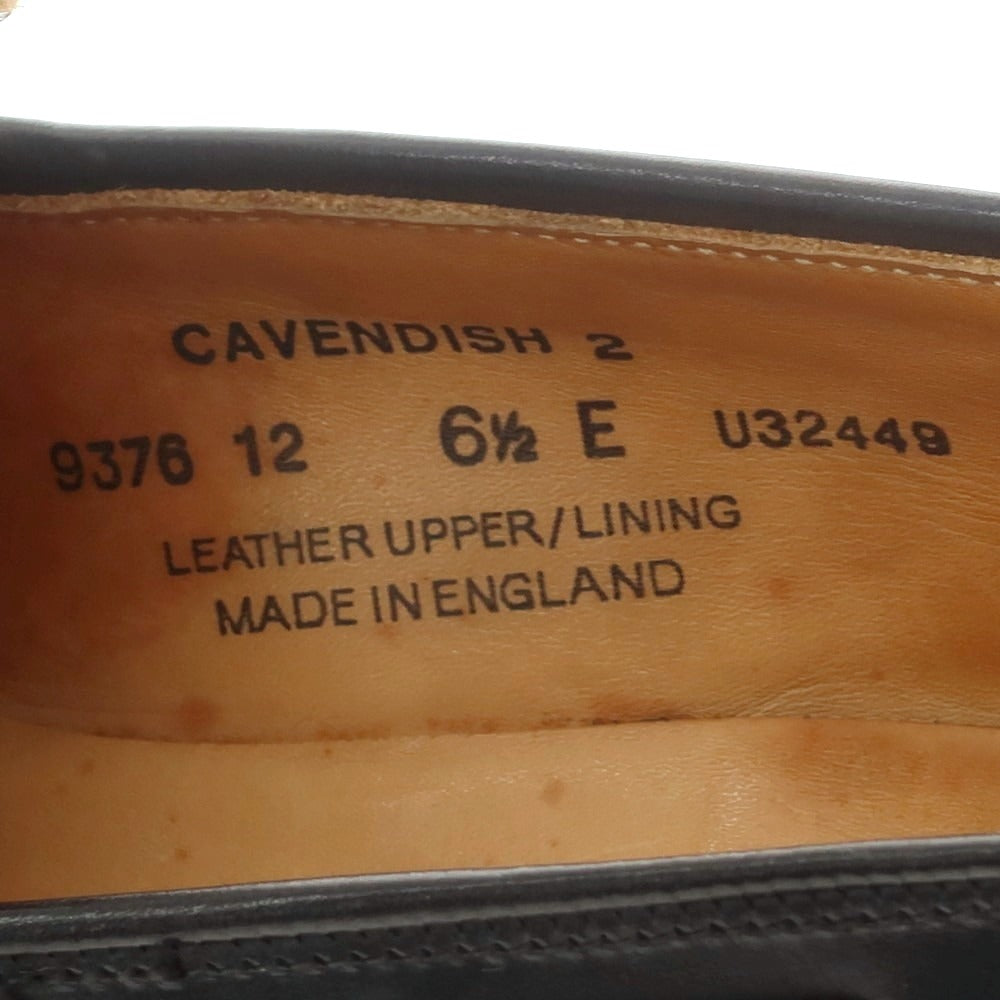 CAVENDISH 2
9376 12 6½ E U32449
LEATHER UPPER/LINING
MADE IN ENGLAND